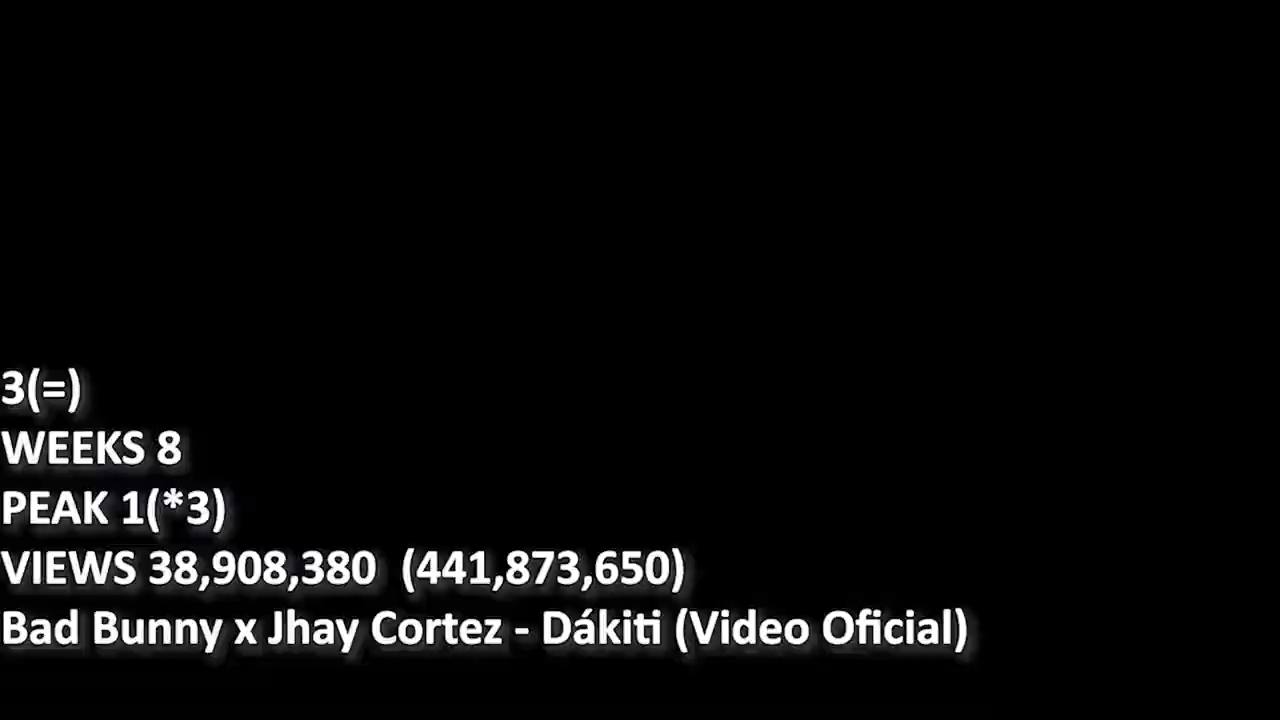 3(=)
WEEKS 8
PEAK 1(*3)
VIEWS 38,908,380  (441,873,650)
Bad Bunny x Jhay Cortez - Dákiti (Video Oficial)